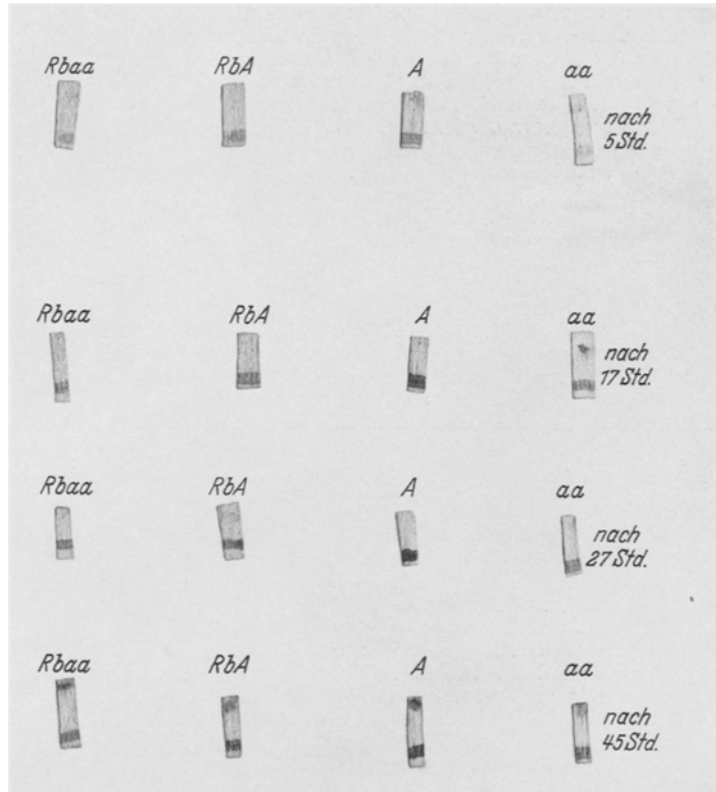 Rbaa RbA A aa
nach
5 Std.
Rbaa RbA A aa
nach
17 Std.
Rbaa RbA A aa
nach
27 Std.
Rbaa RbA A aa
nach
45 Std.